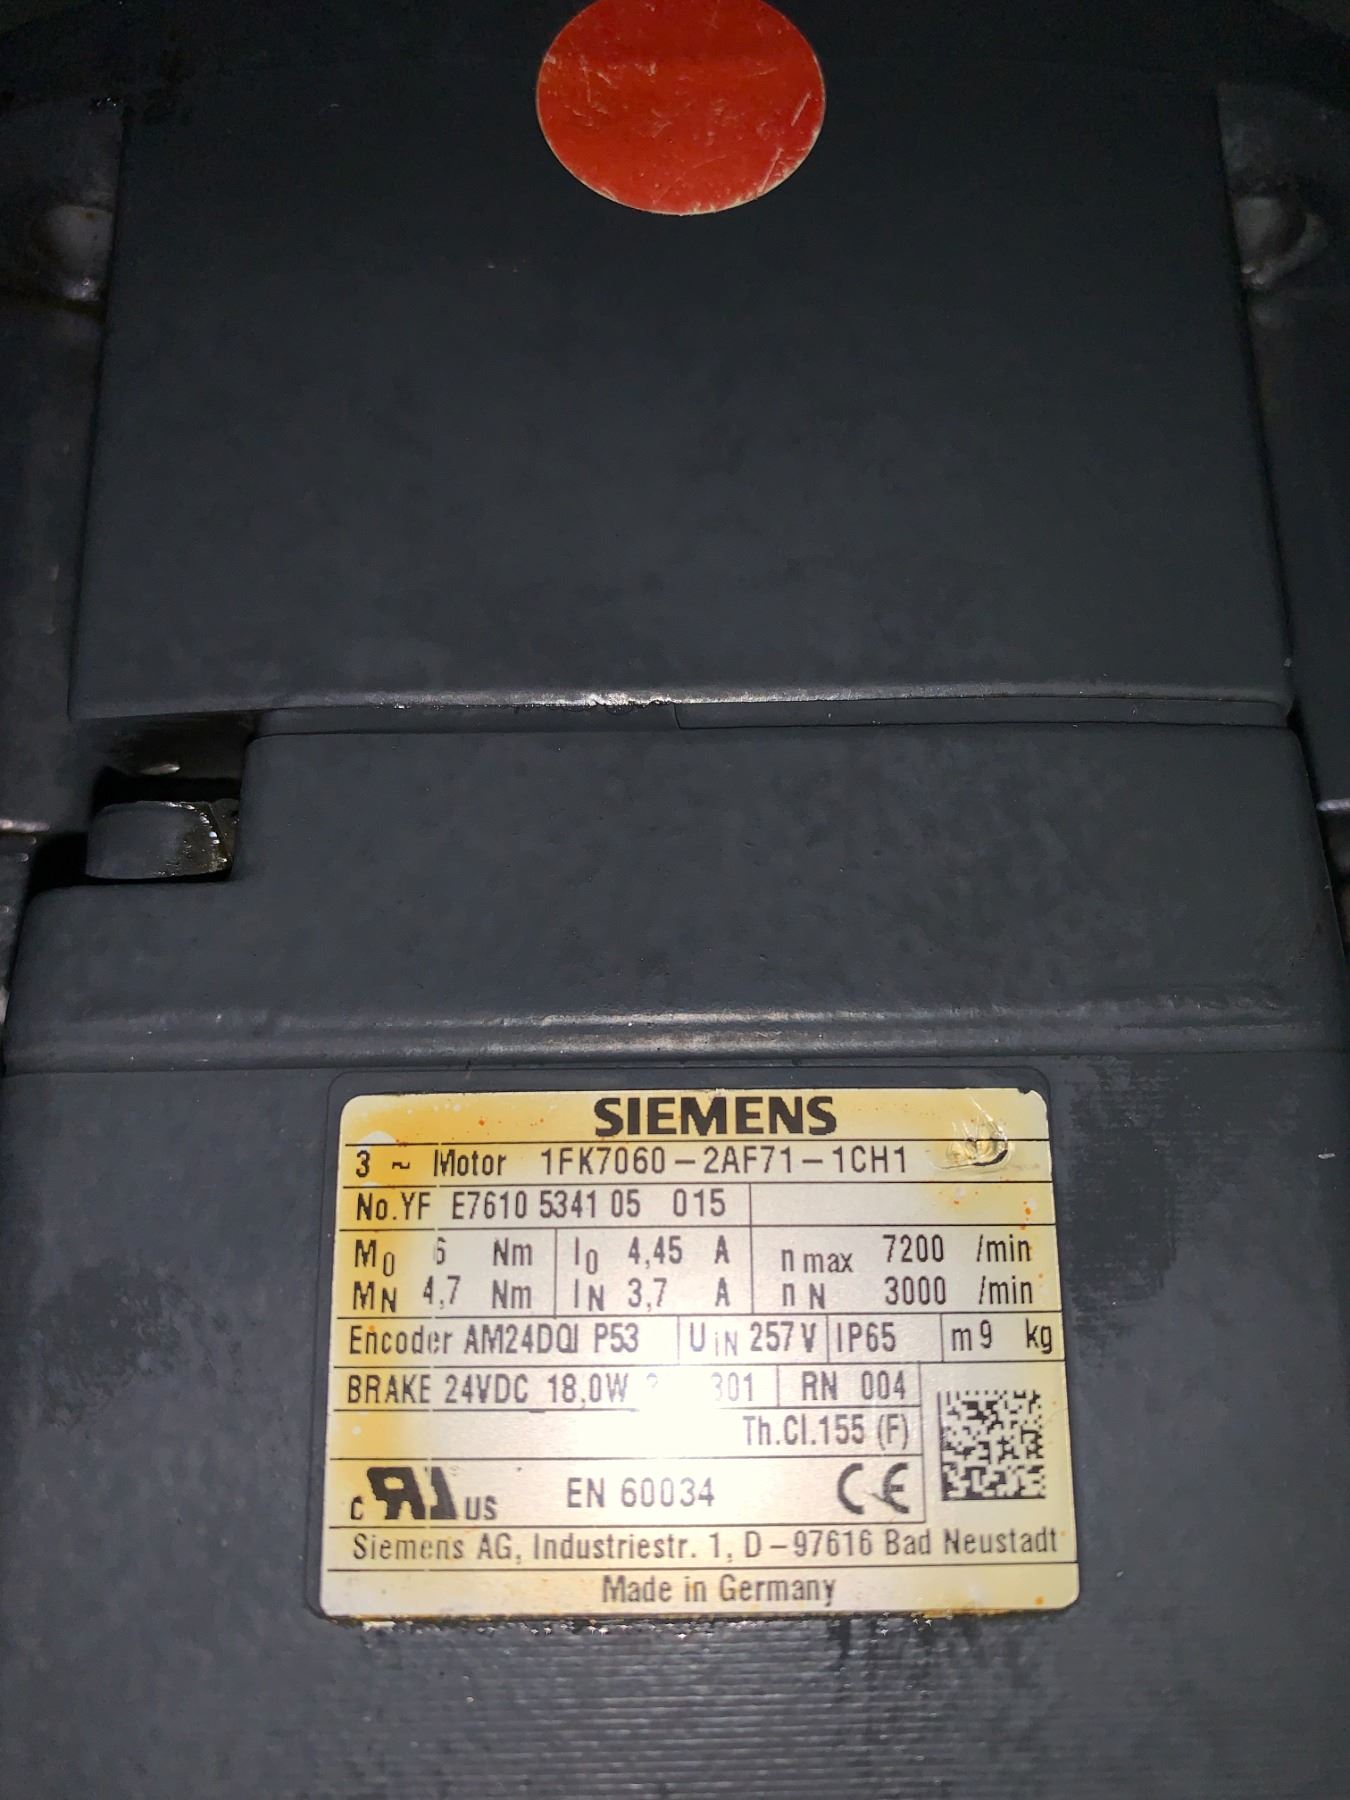 SIEMENS
3 ~ Motor 1FK7060-2AF71-1CH1
No.YF E7610 5341 05 015
M0 6 Nm I0 4,45 A n max 7200 /min
MN 4,7 Nm IN 3,7 A n N 3000 /min
Encoder AM24DQI P53 UIN 257V IP65 m 9 kg
BRAKE 24VDC 18,0W RN 004
Th.Cl.155 (F)
c US EN 60034 CE
Siemens AG, Industriestr. 1, D-97616 Bad Neustadt
Made in Germany